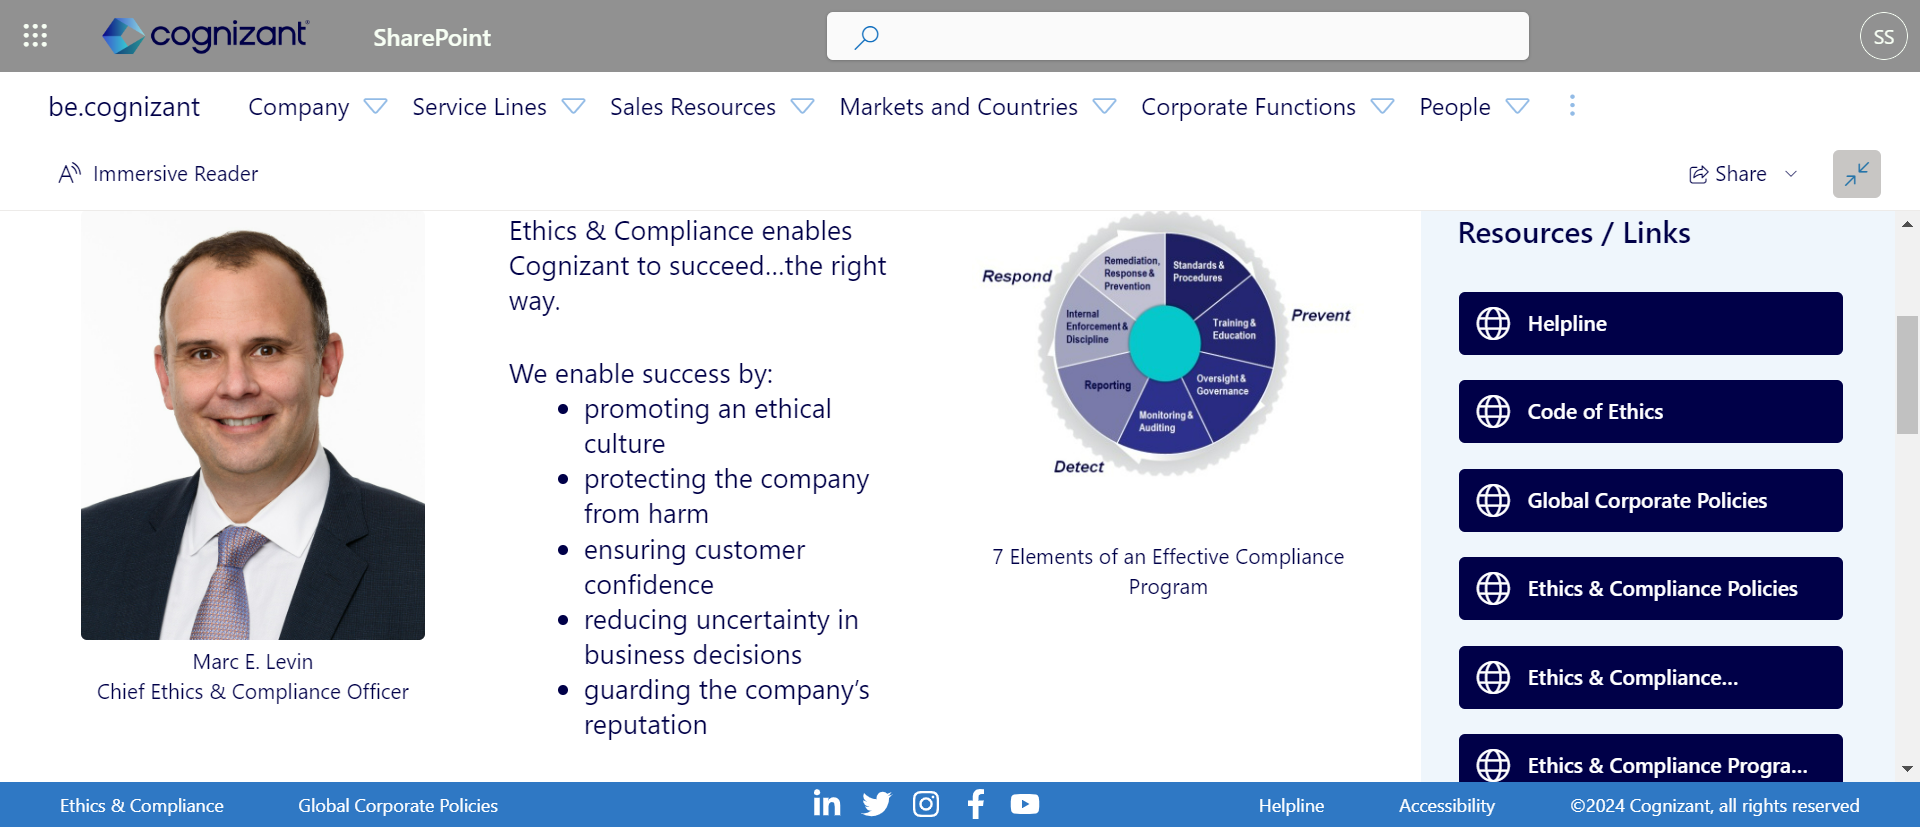 cognizant
SharePoint
SS
be.cognizant
Company
Service Lines
Sales Resources
Markets and Countries
Corporate Functions
People
Immersive Reader
Share
Marc E. Levin
Chief Ethics & Compliance Officer
Ethics & Compliance enables
Cognizant to succeed...the right
way.
We enable success by:
• promoting an ethical
culture
• protecting the company
from harm
• ensuring customer
confidence
• reducing uncertainty in
business decisions
• guarding the company’s
reputation
Respond
Prevent
Detect
Remediation,
Response &
Prevention
Standards &
Procedures
Internal
Enforcement &
Discipline
Training &
Education
Reporting
Oversight &
Governance
Monitoring &
Auditing
7 Elements of an Effective Compliance
Program
Resources / Links
Helpline
Code of Ethics
Global Corporate Policies
Ethics & Compliance Policies
Ethics & Compliance...
Ethics & Compliance Progra...
Ethics & Compliance
Global Corporate Policies
Helpline
Accessibility
©2024 Cognizant, all rights reserved